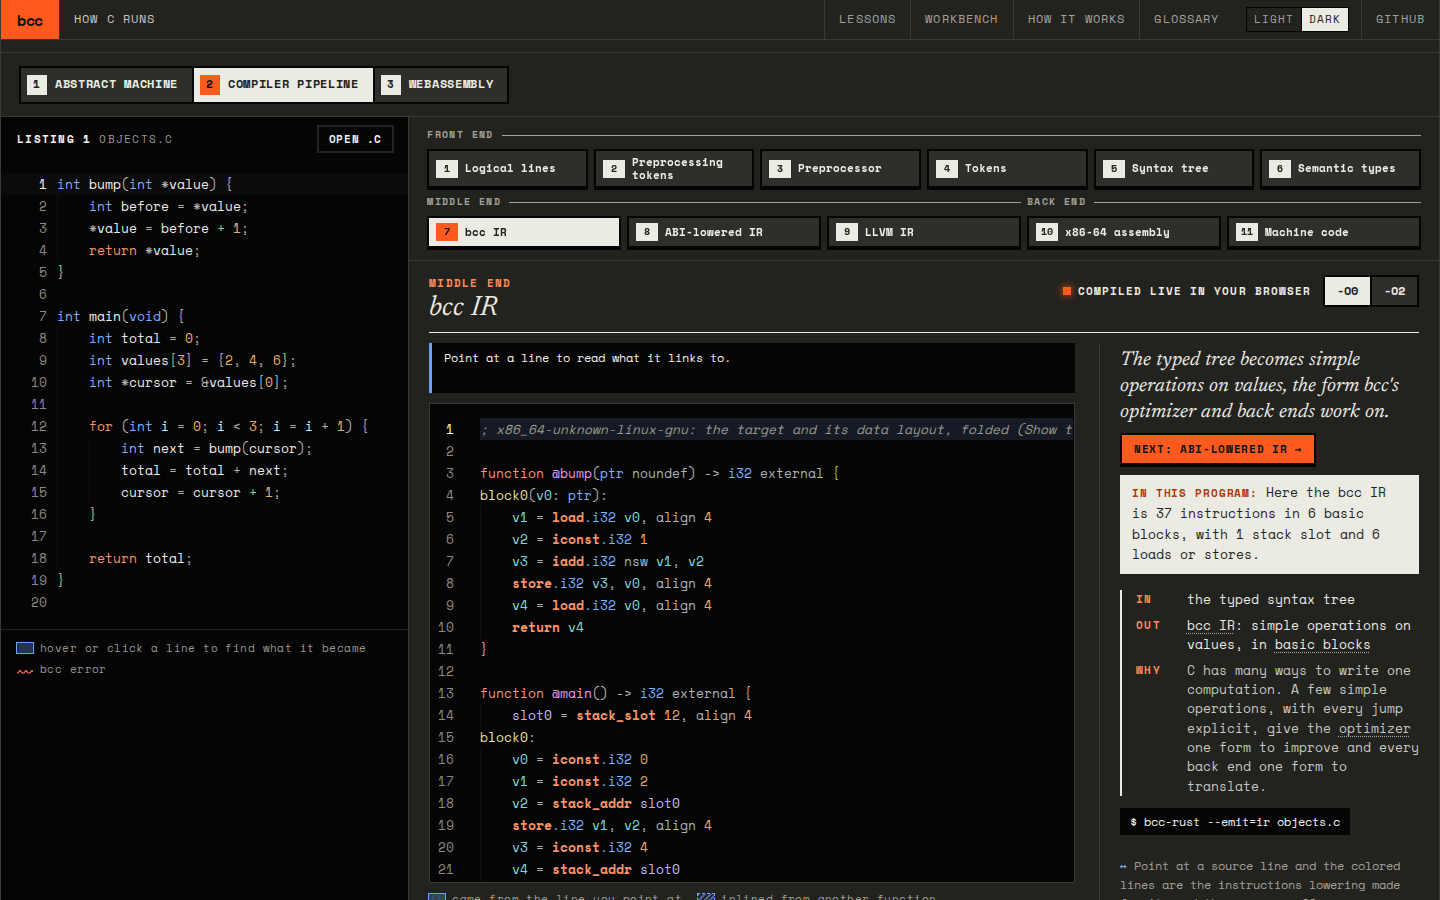 bcc HOW C RUNS LESSONS WORKBENCH HOW IT WORKS GLOSSARY LIGHT DARK GITHUB
1 ABSTRACT MACHINE 2 COMPILER PIPELINE 3 WEBASSEMBLY
LISTING 1 OBJECTS.C OPEN .C
1 int bump(int *value) {
2 int before = *value;
3 *value = before + 1;
4 return *value;
5 }
6
7 int main(void) {
8 int total = 0;
9 int values[3] = {2, 4, 6};
10 int *cursor = &values[0];
11
12 for (int i = 0; i < 3; i = i + 1) {
13 int next = bump(cursor);
14 total = total + next;
15 cursor = cursor + 1;
16 }
17
18 return total;
19 }
20
hover or click a line to find what it became
bcc error
FRONT END
1 Logical lines
2 Preprocessing
tokens
3 Preprocessor
4 Tokens
5 Syntax tree
6 Semantic types
MIDDLE END
7 bcc IR
8 ABI-lowered IR
9 LLVM IR
BACK END
10 x86-64 assembly
11 Machine code
MIDDLE END
bcc IR
COMPILED LIVE IN YOUR BROWSER -O0 -O2
Point at a line to read what it links to.
1 ; x86_64-unknown-linux-gnu: the target and its data layout, folded (Show t
2
3 function @bump(ptr noundef) -> i32 external {
4 block0(v0: ptr):
5 v1 = load.i32 v0, align 4
6 v2 = iconst.i32 1
7 v3 = iadd.i32 nsw v1, v2
8 store.i32 v3, v0, align 4
9 v4 = load.i32 v0, align 4
10 return v4
11 }
12
13 function @main() -> i32 external {
14 slot0 = stack_slot 12, align 4
15 block0:
16 v0 = iconst.i32 0
17 v1 = iconst.i32 2
18 v2 = stack_addr slot0
19 store.i32 v1, v2, align 4
20 v3 = iconst.i32 4
21 v4 = stack_addr slot0
came from the line you point at inlined from another function
The typed tree becomes simple
operations on values, the form bcc's
optimizer and back ends work on.
NEXT: ABI-LOWERED IR →
IN THIS PROGRAM: Here the bcc IR
is 37 instructions in 6 basic
blocks, with 1 stack slot and 6
loads or stores.
IN the typed syntax tree
OUT bcc IR: simple operations on
values, in basic blocks
WHY C has many ways to write one
computation. A few simple
operations, with every jump
explicit, give the optimizer
one form to improve and every
back end one form to
translate.
$ bcc-rust --emit=ir objects.c
↔ Point at a source line and the colored
lines are the instructions lowering made